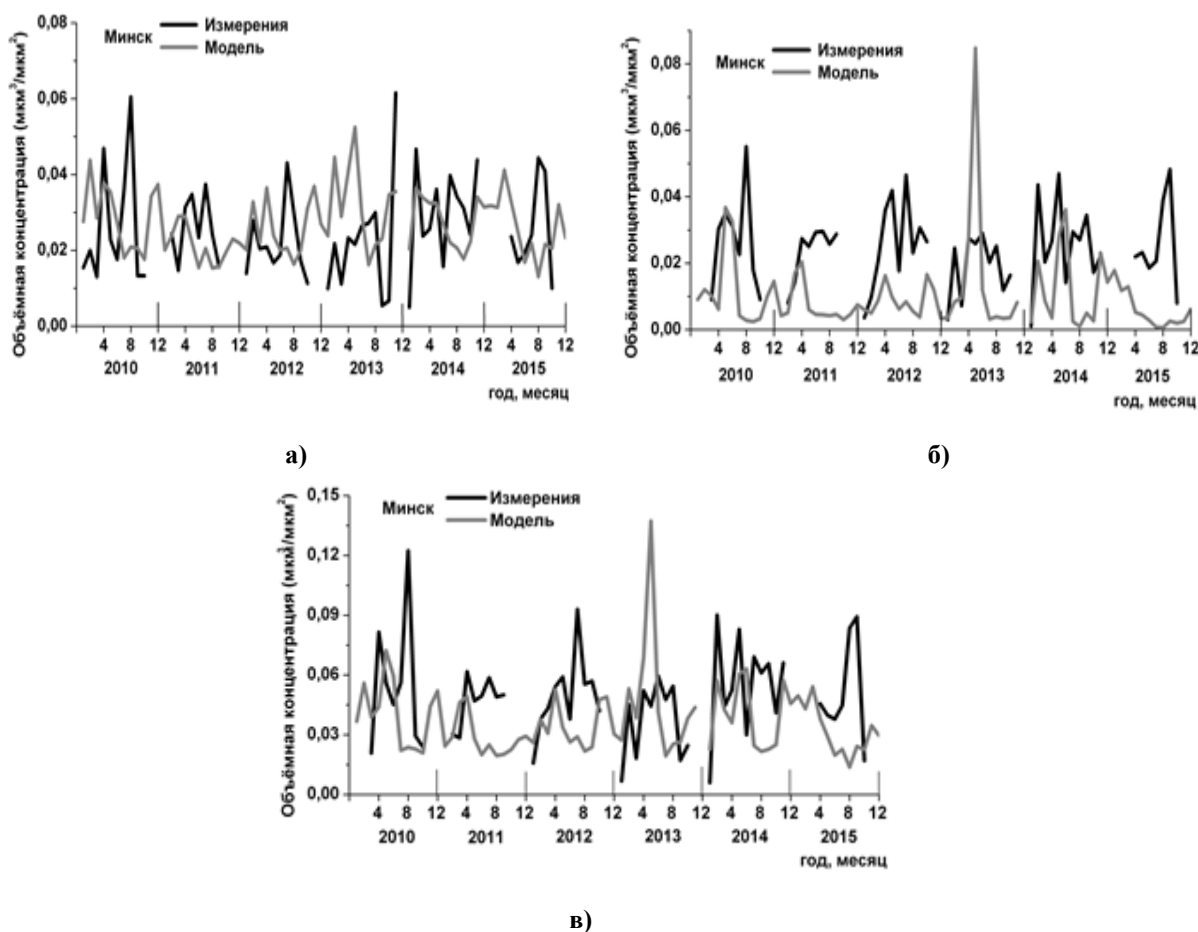 Объёмная концентрация (мкм³/мкм²)
0,08
0,06
0,04
0,02
0,00
Минск
Измерения
Модель
4 8 12 4 8 12 4 8 12 4 8 12 4 8 12 4 8 12
2010 2011 2012 2013 2014 2015
год, месяц
а)
Объёмная концентрация (мкм³/мкм²)
0,08
0,06
0,04
0,02
0,00
Минск
Измерения
Модель
4 8 12 4 8 12 4 8 12 4 8 12 4 8 12 4 8 12
2010 2011 2012 2013 2014 2015
год, месяц
б)
Объёмная концентрация (мкм³/мкм²)
0,15
0,12
0,09
0,06
0,03
0,00
Минск
Измерения
Модель
4 8 12 4 8 12 4 8 12 4 8 12 4 8 12 4 8 12
2010 2011 2012 2013 2014 2015
год, месяц
в)